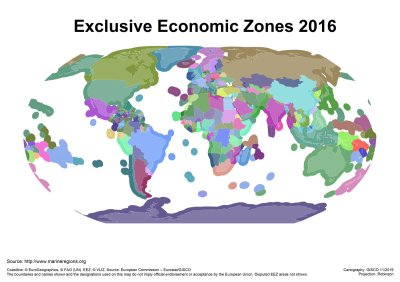 Exclusive Economic Zones 2016
Source: http://www.marineregions.org
Coastline: © EuroGeographics, © FAO (UN), EEZ: © VLIZ, Source: European Commission – Eurostat/GISCO
Cartography: GISCO 11/2016
The boundaries and names shown and the designations used on this map do not imply official endorsement or acceptance by the European Union. Disputed EEZ areas not shown.
Projection: Robinson